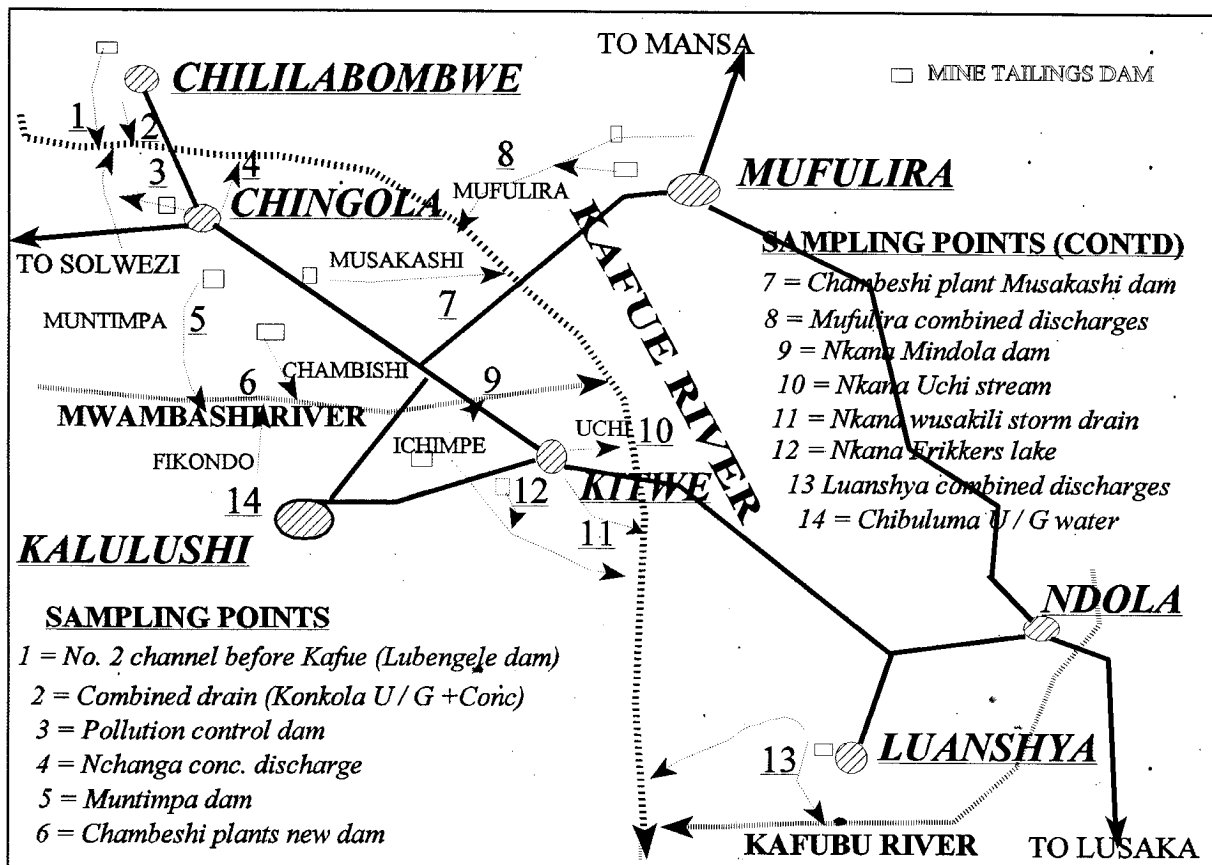 TO MANSA
MINE TAILINGS DAM
CHILILABOMBWE
1
2
3
4
8
MUFULIRA
MUFULIRA
CHINGOLA
KAFUE RIVER
TO SOLWEZI
MUSAKASHI
MUNTIMPA
5
7
6
CHAMBISHI
9
MWAMBASHI RIVER
FIKONDO
ICHIMPE
UCHI
10
14
12
KITWE
11
KALULUSHI
SAMPLING POINTS (CONTD)
7 = Chambeshi plant Musakashi dam
8 = Mufulira combined discharges
9 = Nkana Mindola dam
10 = Nkana Uchi stream
11 = Nkana wusakili storm drain
12 = Nkana Frikkers lake
13 Luanshya combined discharges
14 = Chibuluma U / G water
NDOLA
SAMPLING POINTS
1 = No. 2 channel before Kafue (Lubengele dam)
2 = Combined drain (Konkola U / G +Conc)
3 = Pollution control dam
4 = Nchanga conc. discharge
5 = Muntimpa dam
6 = Chambeshi plants new dam
13
LUANSHYA
KAFUBU RIVER
TO LUSAKA